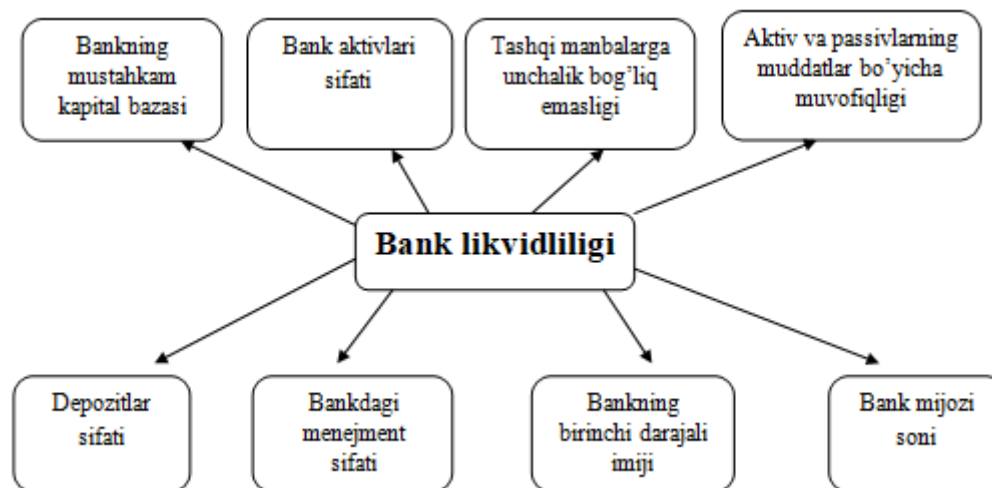 Bankning
mustahkam
kapital bazasi
Bank aktivlari
sifati
Tashqi manbalarga
unchalik bog’liq
emasligi
Aktiv va passivlarning
muddatlar bo’yicha
muvofiqligi
Bank likvidliligi
Depozitlar
sifati
Bankdagi
menejment
sifati
Bankning
birinchi darajali
imiji
Bank mijozi
soni